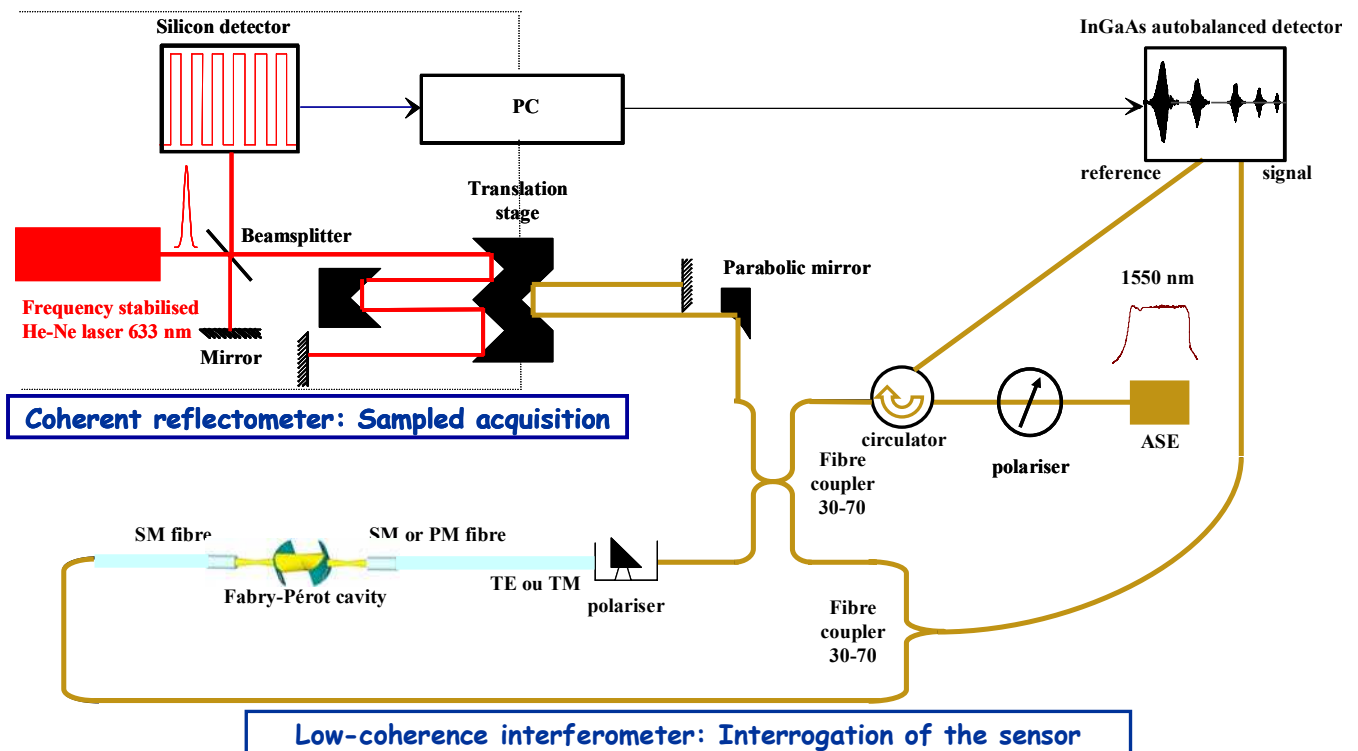 Silicon detector
InGaAs autobalanced detector
PC
reference
signal
Translation
stage
Beamsplitter
Parabolic mirror
1550 nm
Frequency stabilised
He-Ne laser 633 nm
Mirror
Coherent reflectometer: Sampled acquisition
circulator
polariser
ASE
Fibre
coupler
30-70
SM fibre
SM or PM fibre
TE ou TM
Fabry-Pérot cavity
polariser
Fibre
coupler
30-70
Low-coherence interferometer: Interrogation of the sensor